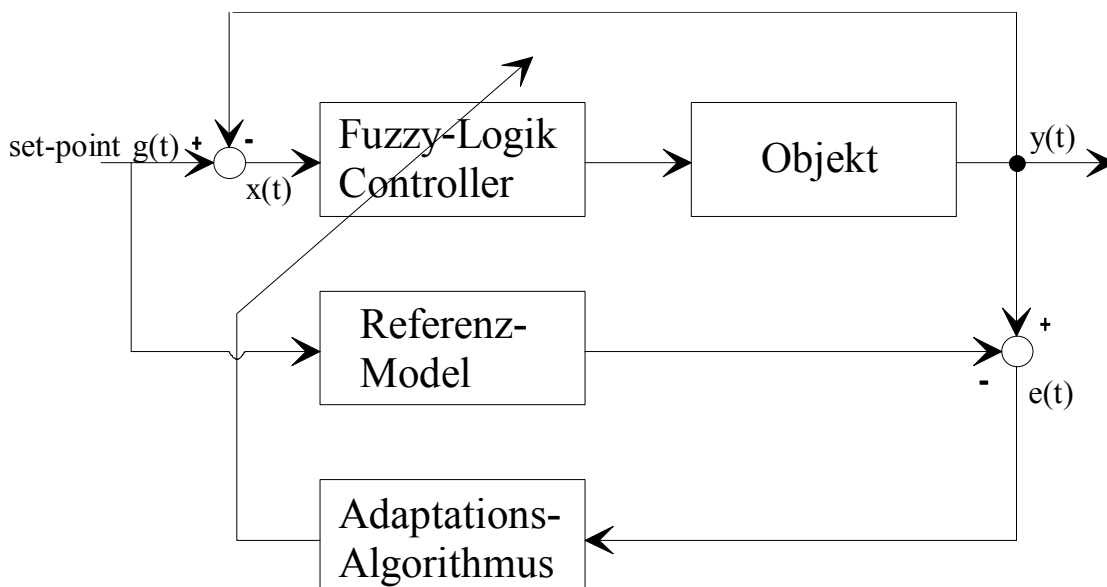 set-point g(t)
+
-
x(t)
Fuzzy-Logik
Controller
Objekt
y(t)
Referenz-
Model
+
-
e(t)
Adaptations-
Algorithmus